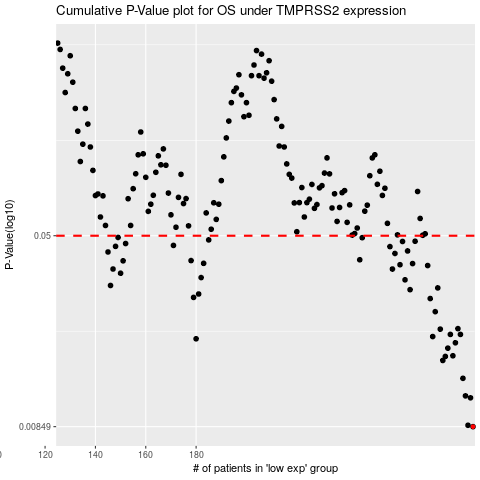 Cumulative P-Value plot for OS under TMPRSS2 expression
P-Value(log10)
0.05
0.00849
0 120 140 160 180
# of patients in 'low exp' group